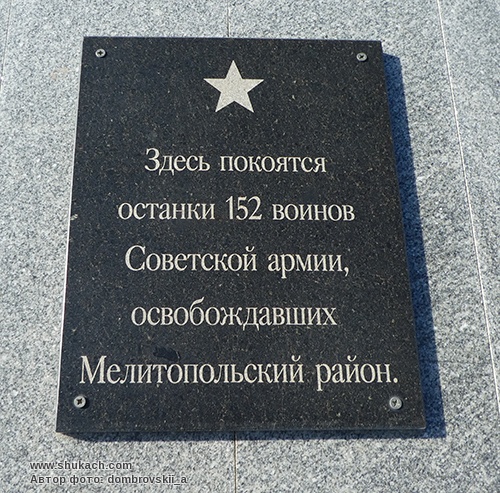 Здесь покоятся
останки 152 воинов
Советской армии,
освобождавших
Мелитопольский район.
www.shukach.com
Автор фото: dombrovskii_a